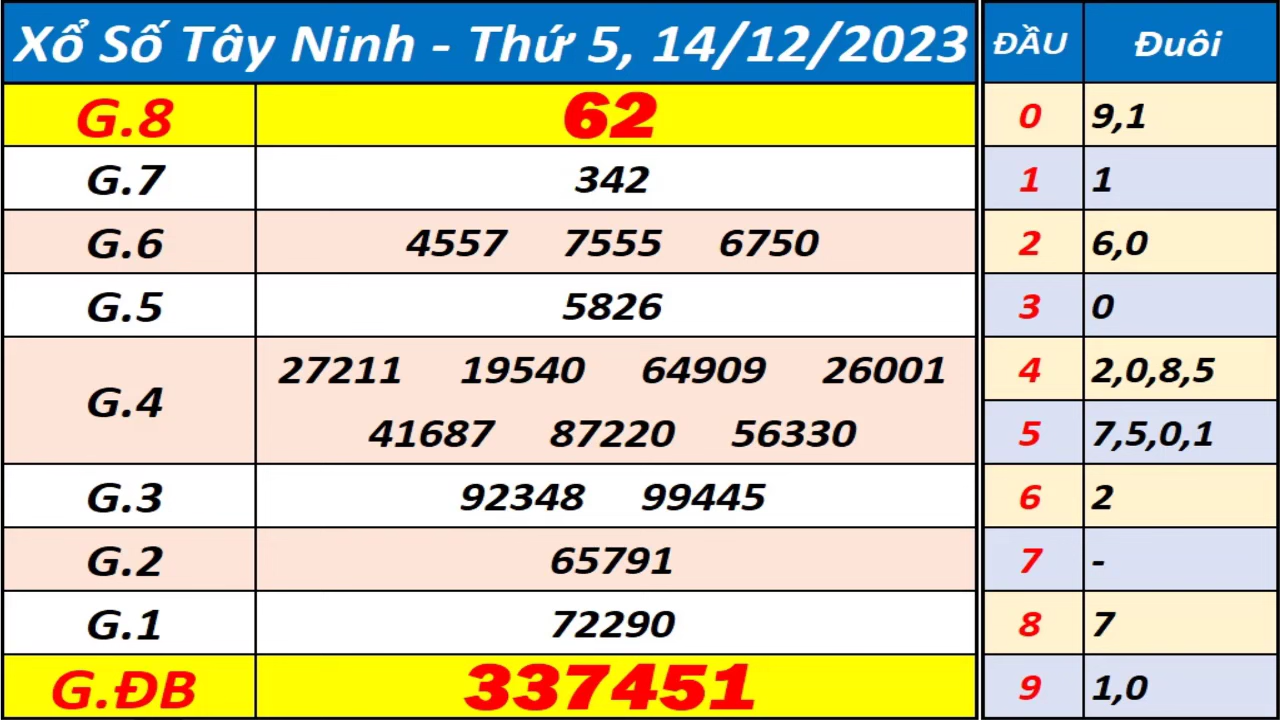 Xổ Số Tây Ninh - Thứ 5, 14/12/2023
G.8 62
G.7 342
G.6 4557 7555 6750
G.5 5826
G.4 27211 19540 64909 26001
41687 87220 56330
G.3 92348 99445
G.2 65791
G.1 72290
G.ĐB 337451
ĐẦU Đuôi
0 9,1
1 1
2 6,0
3 0
4 2,0,8,5
5 7,5,0,1
6 2
7 -
8 7
9 1,0